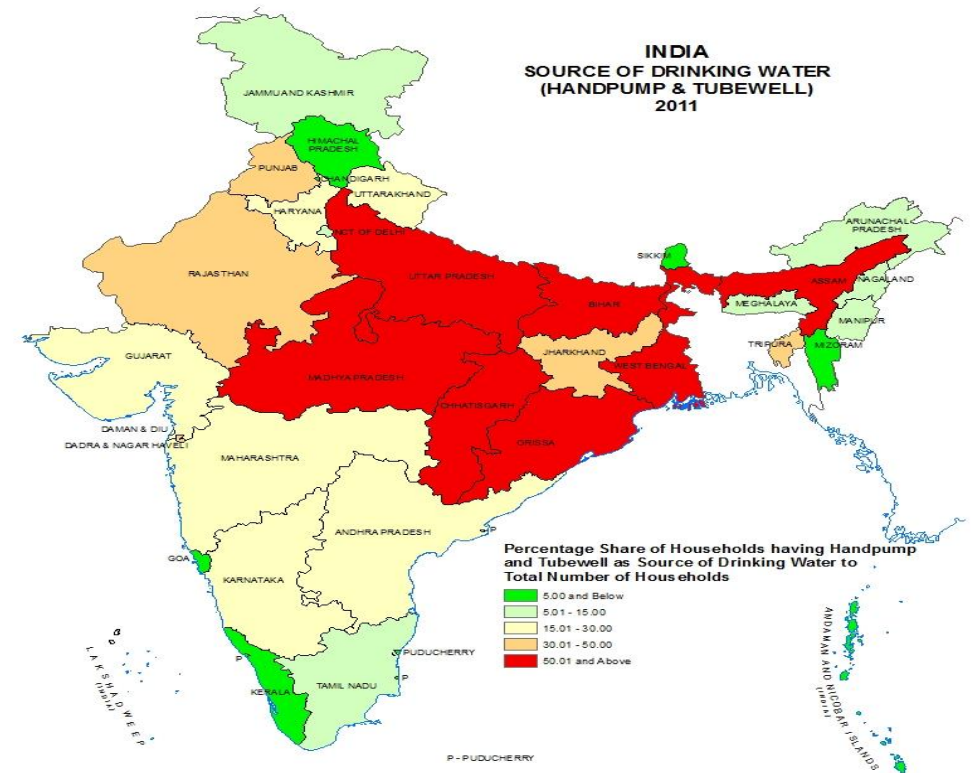 INDIA
SOURCE OF DRINKING WATER
(HANDPUMP & TUBEWELL)
2011
JAMMU AND KASHMIR
HIMACHAL
PRADESH
PUNJAB
CHANDIGARH
UTTARAKHAND
HARYANA
NCT OF DELHI
ARUNACHAL
PRADESH
SIKKIM
RAJASTHAN
UTTAR PRADESH
ASSAM
NAGALAND
BIHAR
MEGHALAYA
MANIPUR
TRIPURA
MIZORAM
GUJARAT
JHARKHAND
WEST BENGAL
MADHYA PRADESH
CHHATISGARH
DAMAN & DIU
DADRA & NAGAR HAVELI
ORISSA
MAHARASHTRA
ANDHRA PRADESH
P
GOA
KARNATAKA
Percentage Share of Households having Handpump
and Tubewell as Source of Drinking Water to
Total Number of Households
5.00 and Below
5.01 - 15.00
15.01 - 30.00
30.01 - 50.00
50.01 and Above
PUDUCHERRY
P
P
KERALA
TAMIL NADU
LAKSHADWEEP
(INDIA)
ANDAMAN AND NICOBAR ISLANDS
(INDIA)
P - PUDUCHERRY